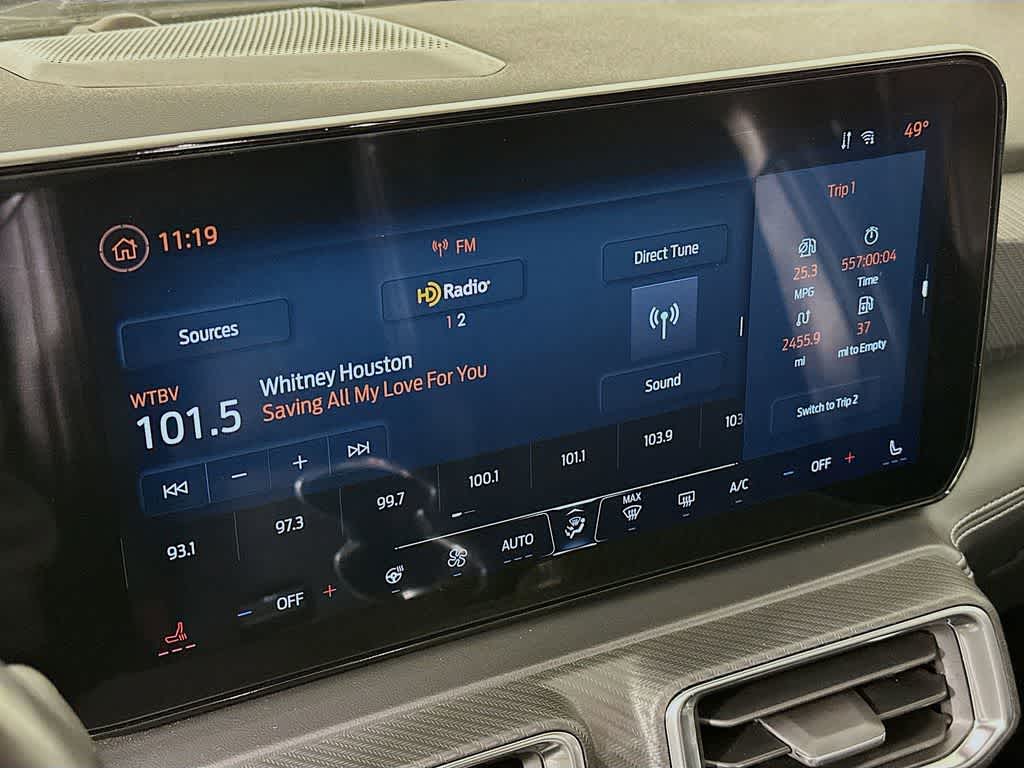 49°
11:19
FM
HD Radio
1 2
Direct Tune
Sources
WTBV
101.5
Whitney Houston
Saving All My Love For You
Sound
Trip 1
25.3
MPG
557:00:04
Time
2455.9
mi
37
mi to Empty
Switch to Trip 2
93.1
97.3
99.7
100.1
101.1
103.9
103
- OFF +
AUTO
MAX
A/C
- OFF +